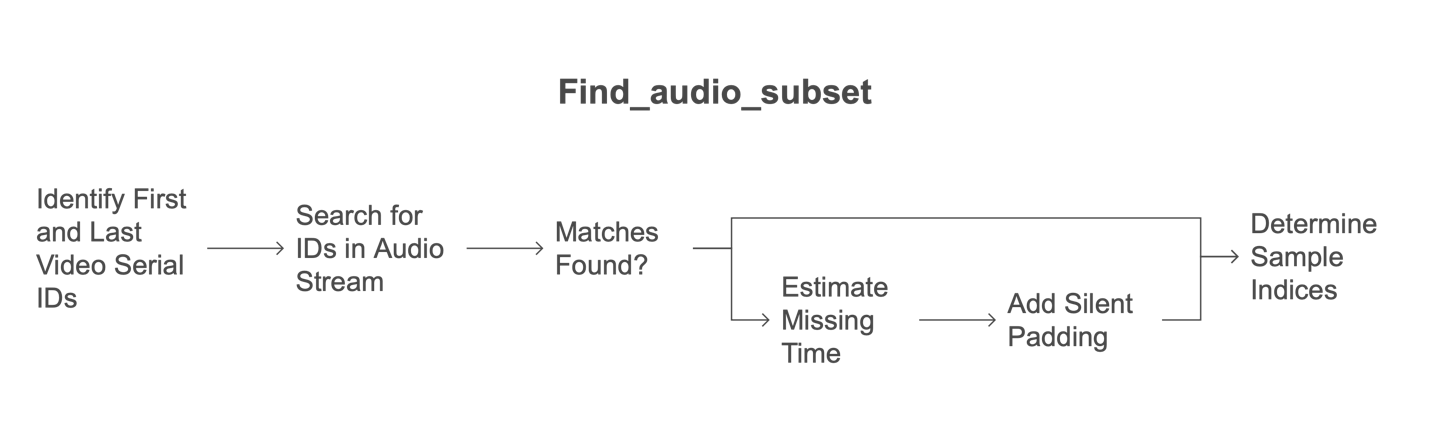 Find_audio_subset
Identify First
and Last
Video Serial
IDs
Search for
IDs in Audio
Stream
Matches
Found?
Estimate
Missing
Time
Add Silent
Padding
Determine
Sample
Indices